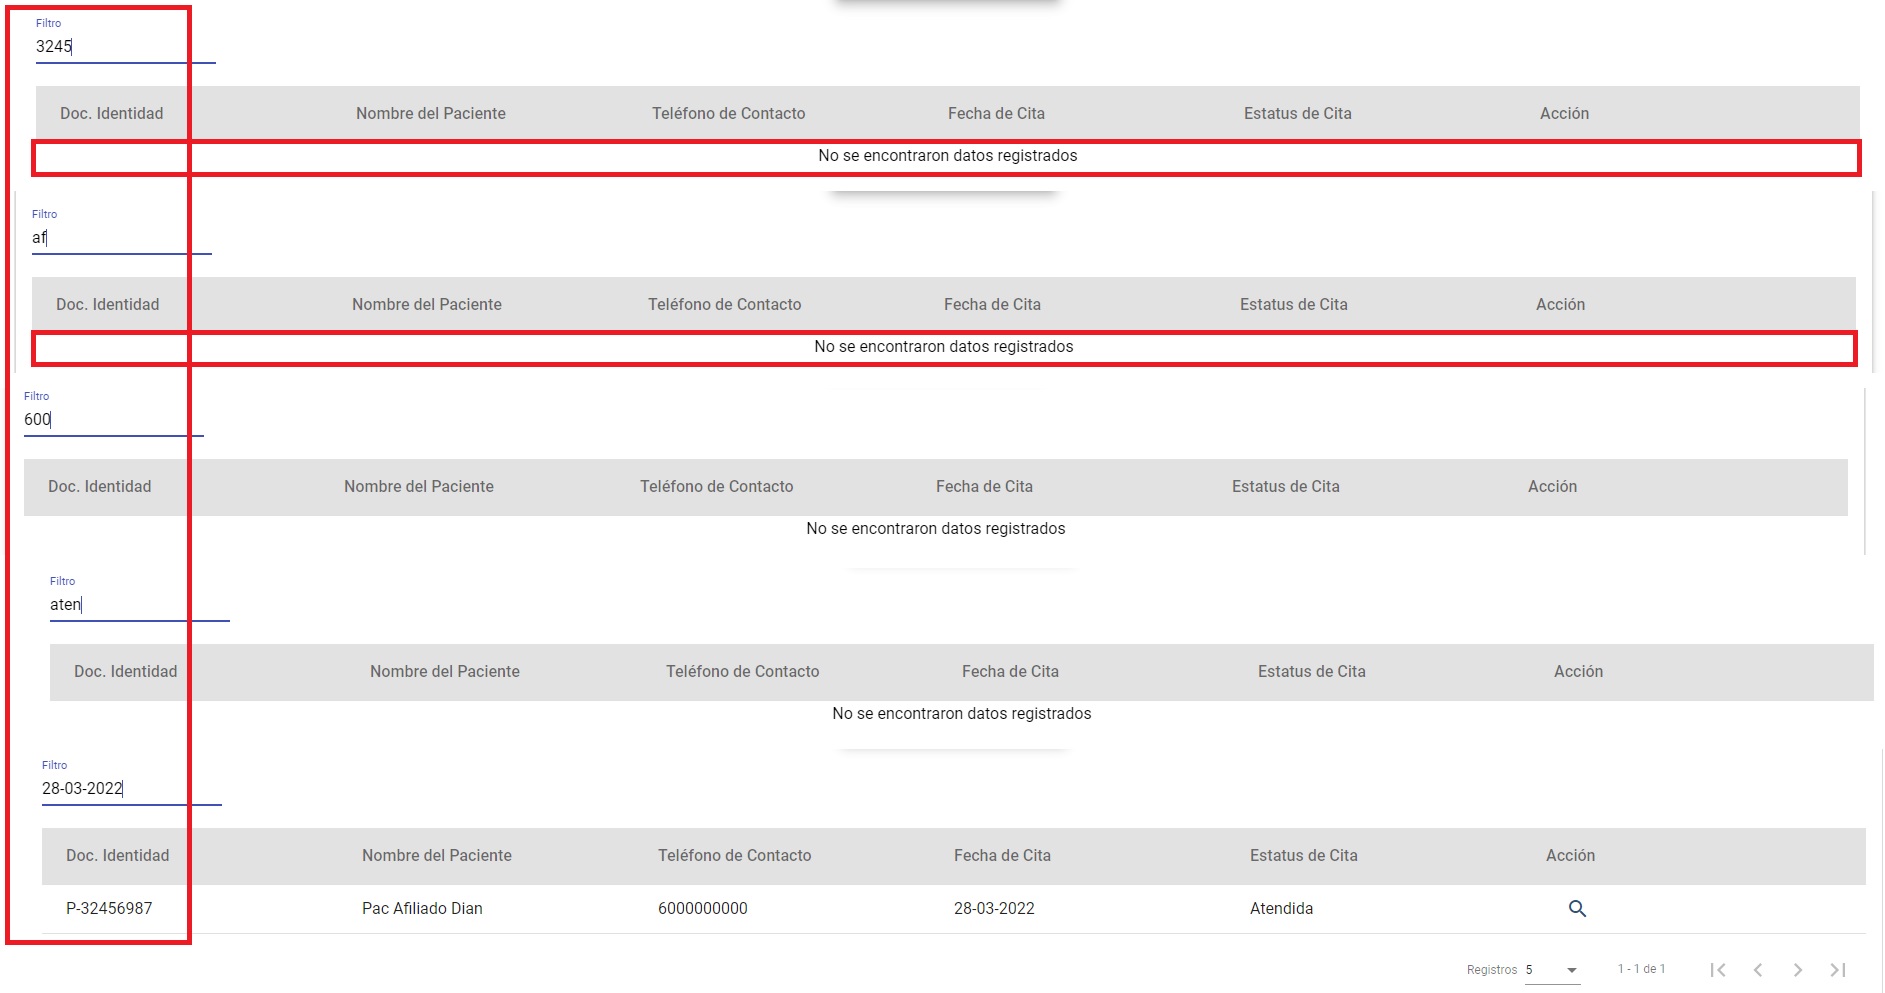 Filtro
3245
Doc. Identidad Nombre del Paciente Teléfono de Contacto Fecha de Cita Estatus de Cita Acción
No se encontraron datos registrados
Filtro
af
Doc. Identidad Nombre del Paciente Teléfono de Contacto Fecha de Cita Estatus de Cita Acción
No se encontraron datos registrados
Filtro
600
Doc. Identidad Nombre del Paciente Teléfono de Contacto Fecha de Cita Estatus de Cita Acción
No se encontraron datos registrados
Filtro
aten
Doc. Identidad Nombre del Paciente Teléfono de Contacto Fecha de Cita Estatus de Cita Acción
No se encontraron datos registrados
Filtro
28-03-2022
Doc. Identidad Nombre del Paciente Teléfono de Contacto Fecha de Cita Estatus de Cita Acción
P-32456987 Pac Afiliado Dian 6000000000 28-03-2022 Atendida
Registros 5 1 - 1 de 1